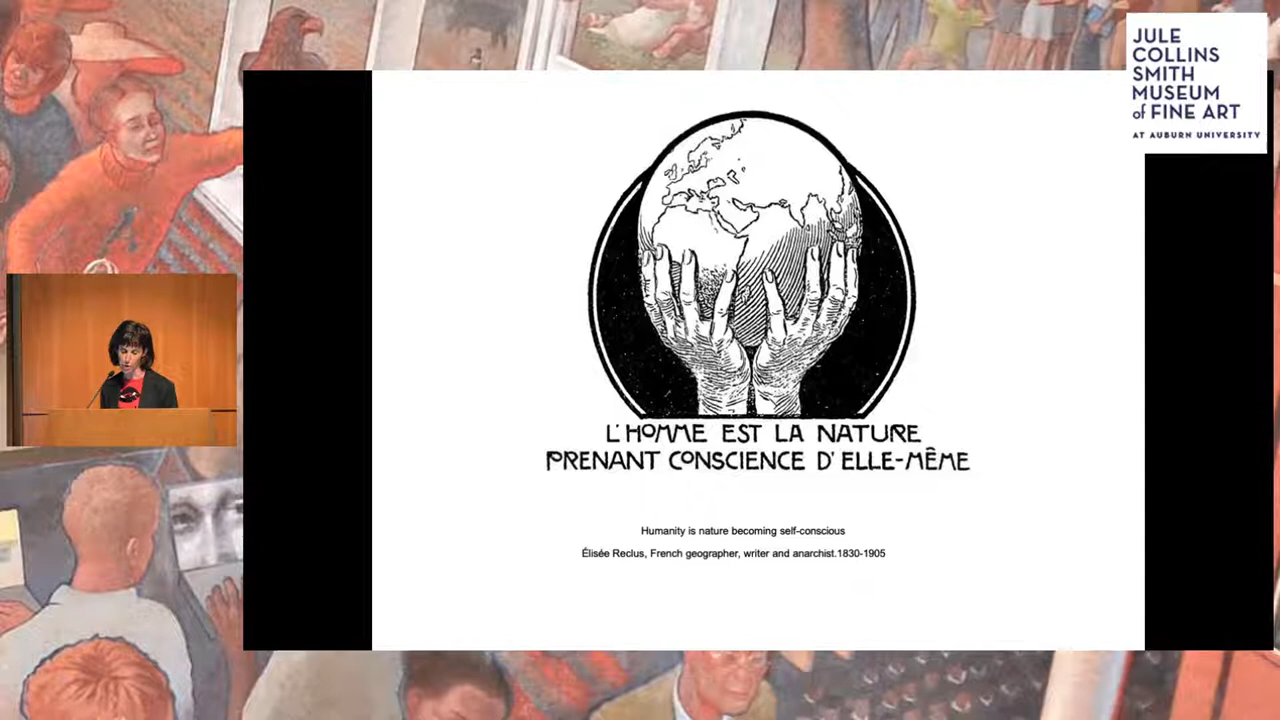 JULE
COLLINS
SMITH
MUSEUM
of FINE ART
AT AUBURN UNIVERSITY
L'HOMME EST LA NATURE
PRENANT CONSCIENCE D'ELLE-MÊME
Humanity is nature becoming self-conscious
Élisée Reclus, French geographer, writer and anarchist.1830-1905